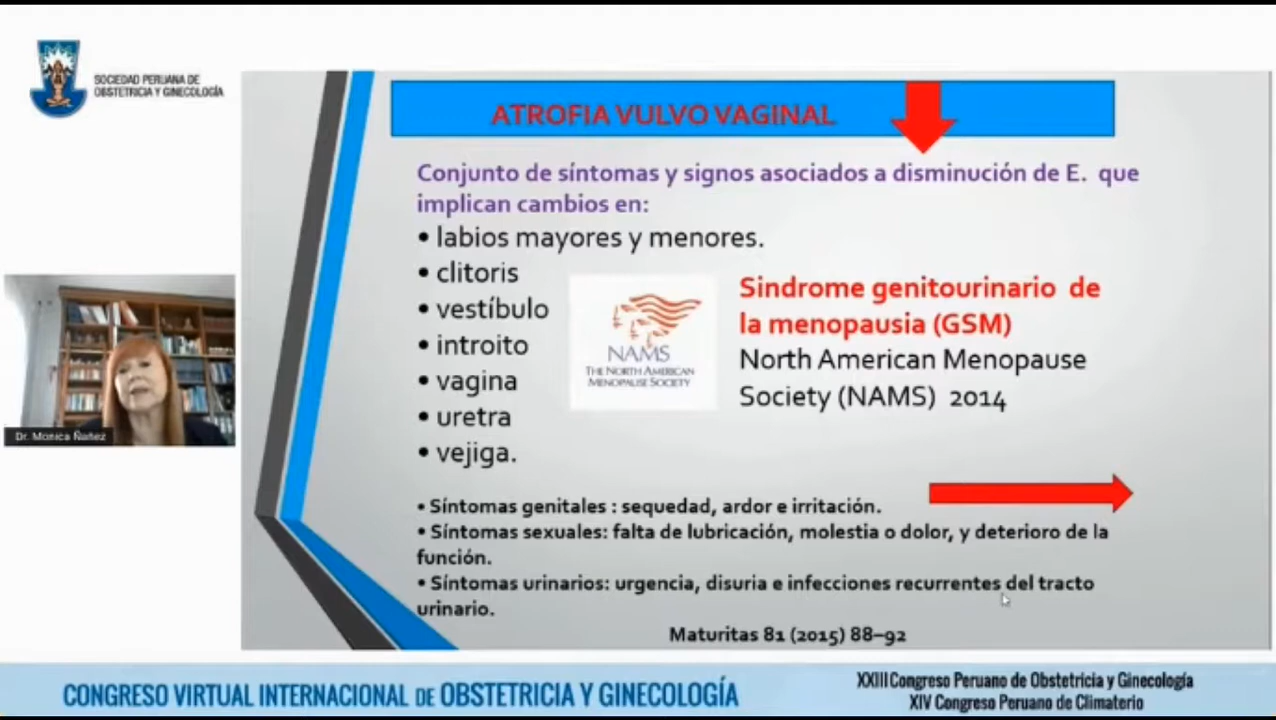 SOCIEDAD PERUANA DE
OBSTETRICIA Y GINECOLOGÍA
ATROFIA VULVO VAGINAL
Conjunto de síntomas y signos asociados a disminución de E. que
implican cambios en:
• labios mayores y menores.
• clitoris
• vestíbulo
• introito
• vagina
• uretra
• vejiga.
NAMS
THE NORTH AMERICAN
MENOPAUSE SOCIETY
Sindrome genitourinario de
la menopausia (GSM)
North American Menopause
Society (NAMS) 2014
Dr. Monica Ñañez
• Síntomas genitales : sequedad, ardor e irritación.
• Síntomas sexuales: falta de lubricación, molestia o dolor, y deterioro de la
función.
• Síntomas urinarios: urgencia, disuria e infecciones recurrentes del tracto
urinario.
Maturitas 81 (2015) 88–92
CONGRESO VIRTUAL INTERNACIONAL DE OBSTETRICIA Y GINECOLOGÍA
XXIII Congreso Peruano de Obstetricia y Ginecología
XIV Congreso Peruano de Climaterio